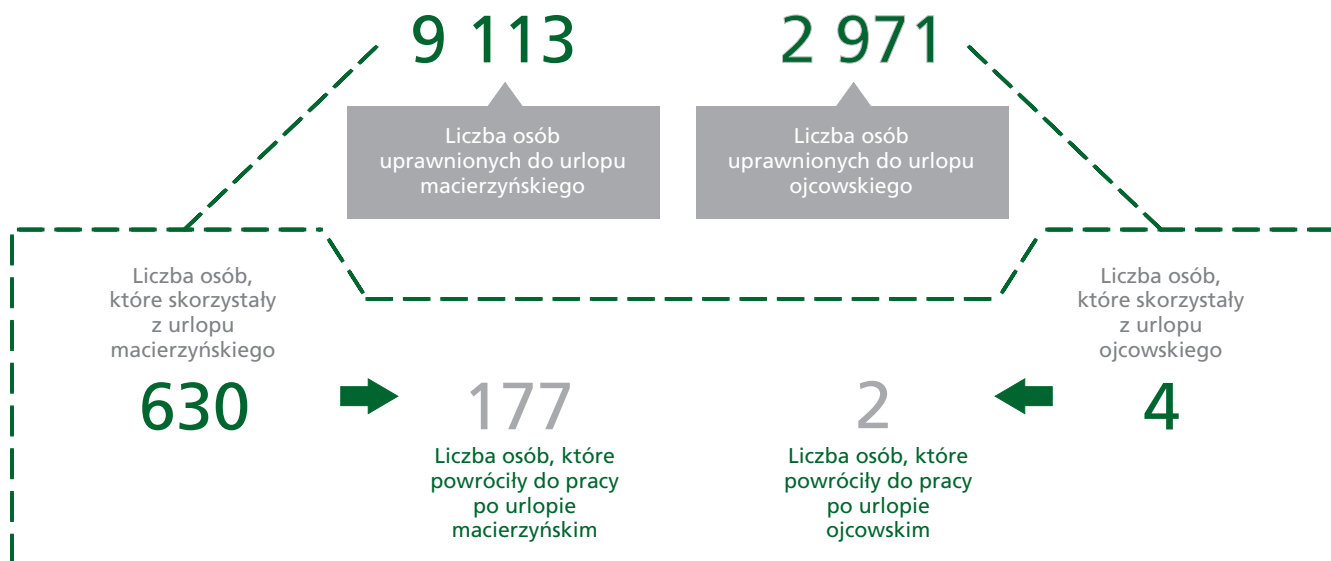 9 113
Liczba osób
uprawnionych do urlopu
macierzyńskiego
2 971
Liczba osób
uprawnionych do urlopu
ojcowskiego
Liczba osób,
które skorzystały
z urlopu
macierzyńskiego
630
177
Liczba osób, które
powróciły do pracy
po urlopie
macierzyńskim
2
Liczba osób, które
powróciły do pracy
po urlopie
ojcowskim
Liczba osób,
które skorzystały
z urlopu
ojcowskiego
4